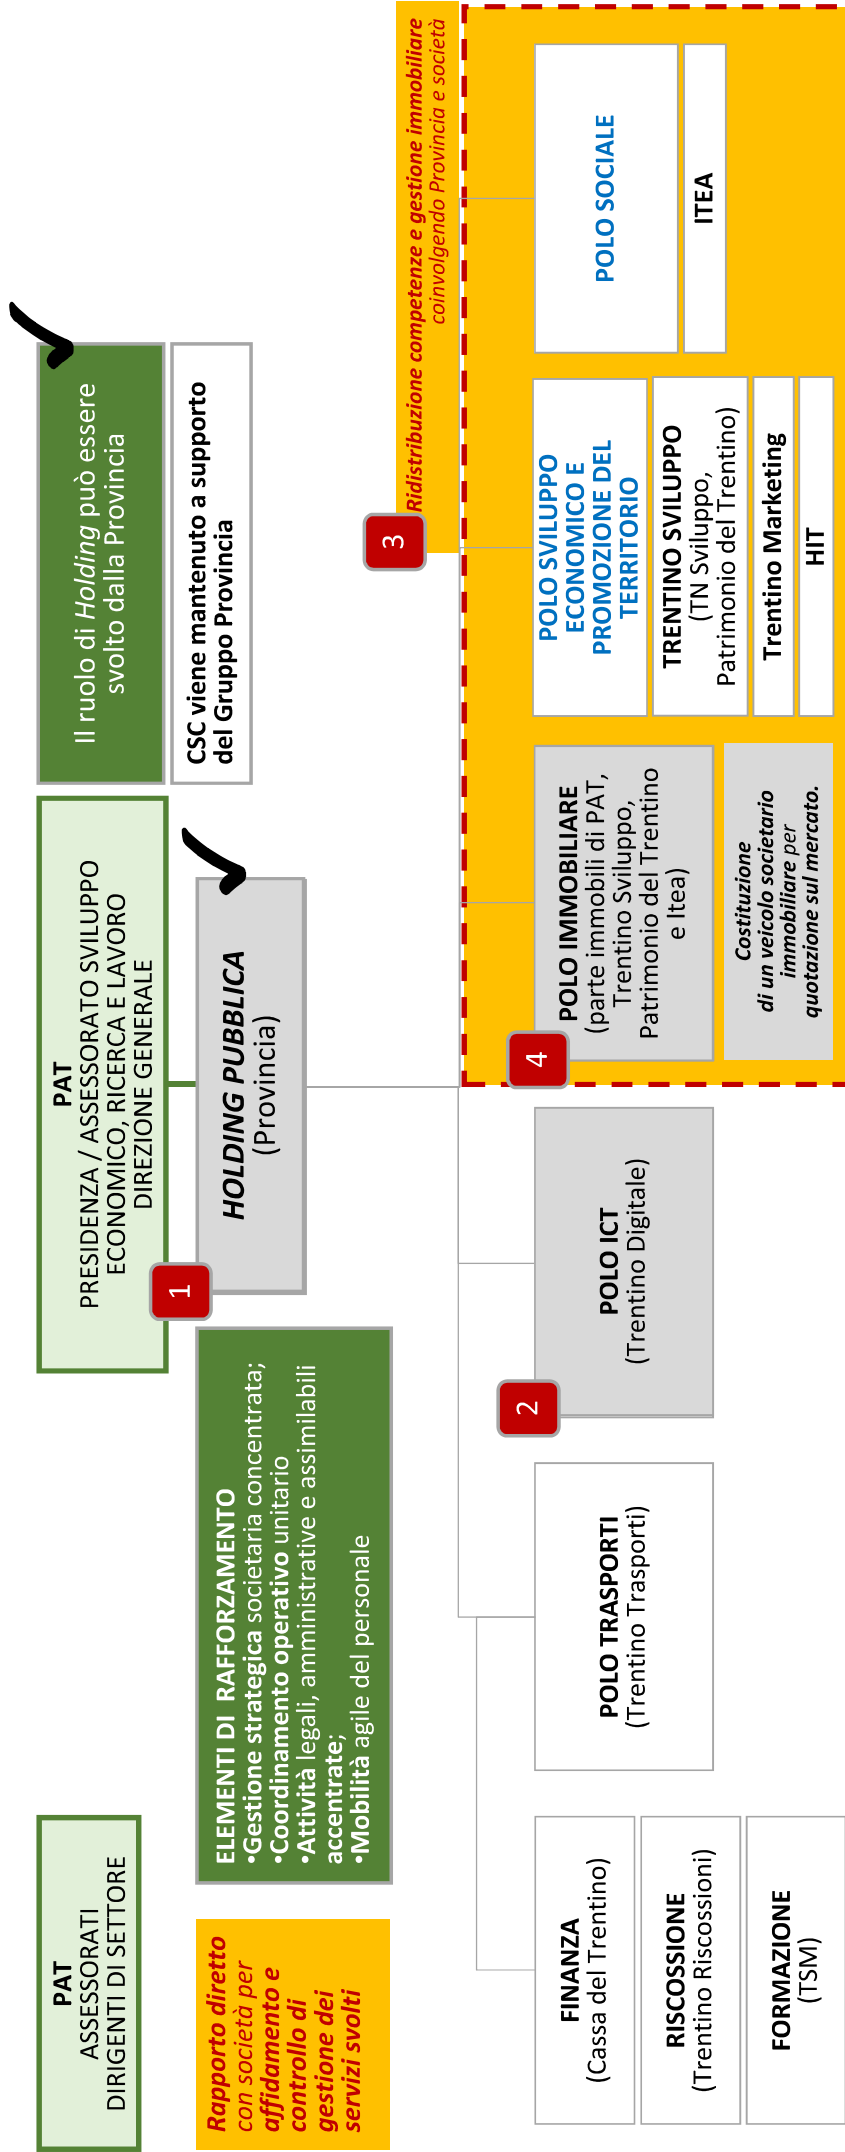 PAT
ASSESSORATI
DIRIGENTI DI SETTORE
PAT
PRESIDENZA / ASSESSORATO SVILUPPO
ECONOMICO, RICERCA E LAVORO
DIREZIONE GENERALE
Il ruolo di Holding può essere
svolto dalla Provincia
CSC viene mantenuto a supporto
del Gruppo Provincia
Rapporto diretto
con società per
affidamento e
controllo di
gestione dei
servizi svolti
ELEMENTI DI RAFFORZAMENTO
•Gestione strategica societaria concentrata;
•Coordinamento operativo unitario
•Attività legali, amministrative e assimilabili
accentrate;
•Mobilità agile del personale
1
HOLDING PUBBLICA
(Provincia)
3
Ridistribuzione competenze e gestione immobiliare
coinvolgendo Provincia e società
FINANZA
(Cassa del Trentino)
RISCOSSIONE
(Trentino Riscossioni)
FORMAZIONE
(TSM)
POLO TRASPORTI
(Trentino Trasporti)
2
POLO ICT
(Trentino Digitale)
4
POLO IMMOBILIARE
(parte immobili di PAT,
Trentino Sviluppo,
Patrimonio del Trentino
e Itea)
Costituzione
di un veicolo societario
immobiliare per
quotazione sul mercato.
POLO SVILUPPO
ECONOMICO E
PROMOZIONE DEL
TERRITORIO
TRENTINO SVILUPPO
(TN Sviluppo,
Patrimonio del Trentino)
Trentino Marketing
HIT
POLO SOCIALE
ITEA